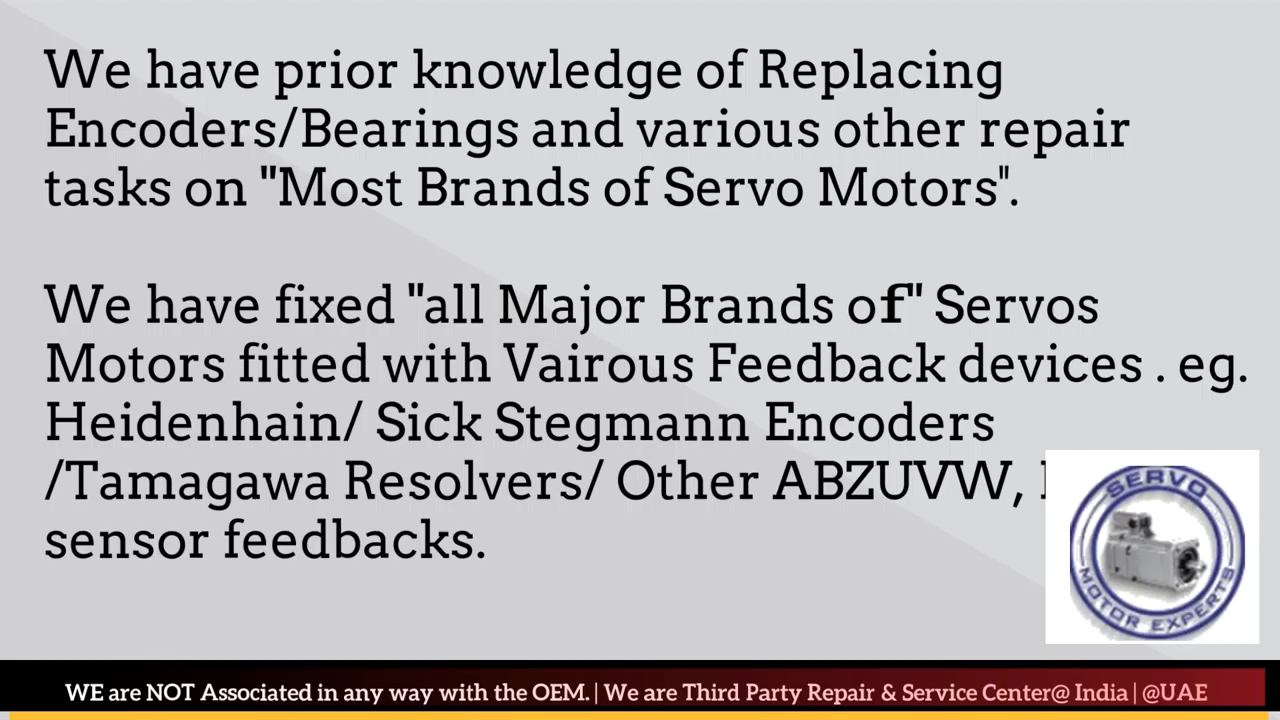 We have prior knowledge of Replacing
Encoders/Bearings and various other repair
tasks on "Most Brands of Servo Motors".
We have fixed "all Major Brands of" Servos
Motors fitted with Vairous Feedback devices . eg.
Heidenhain/ Sick Stegmann Encoders
/Tamagawa Resolvers/ Other ABZUVW,
sensor feedbacks.
SERVO
MOTOR EXPERTS
WE are NOT Associated in any way with the OEM. | We are Third Party Repair & Service Center@ India | @UAE